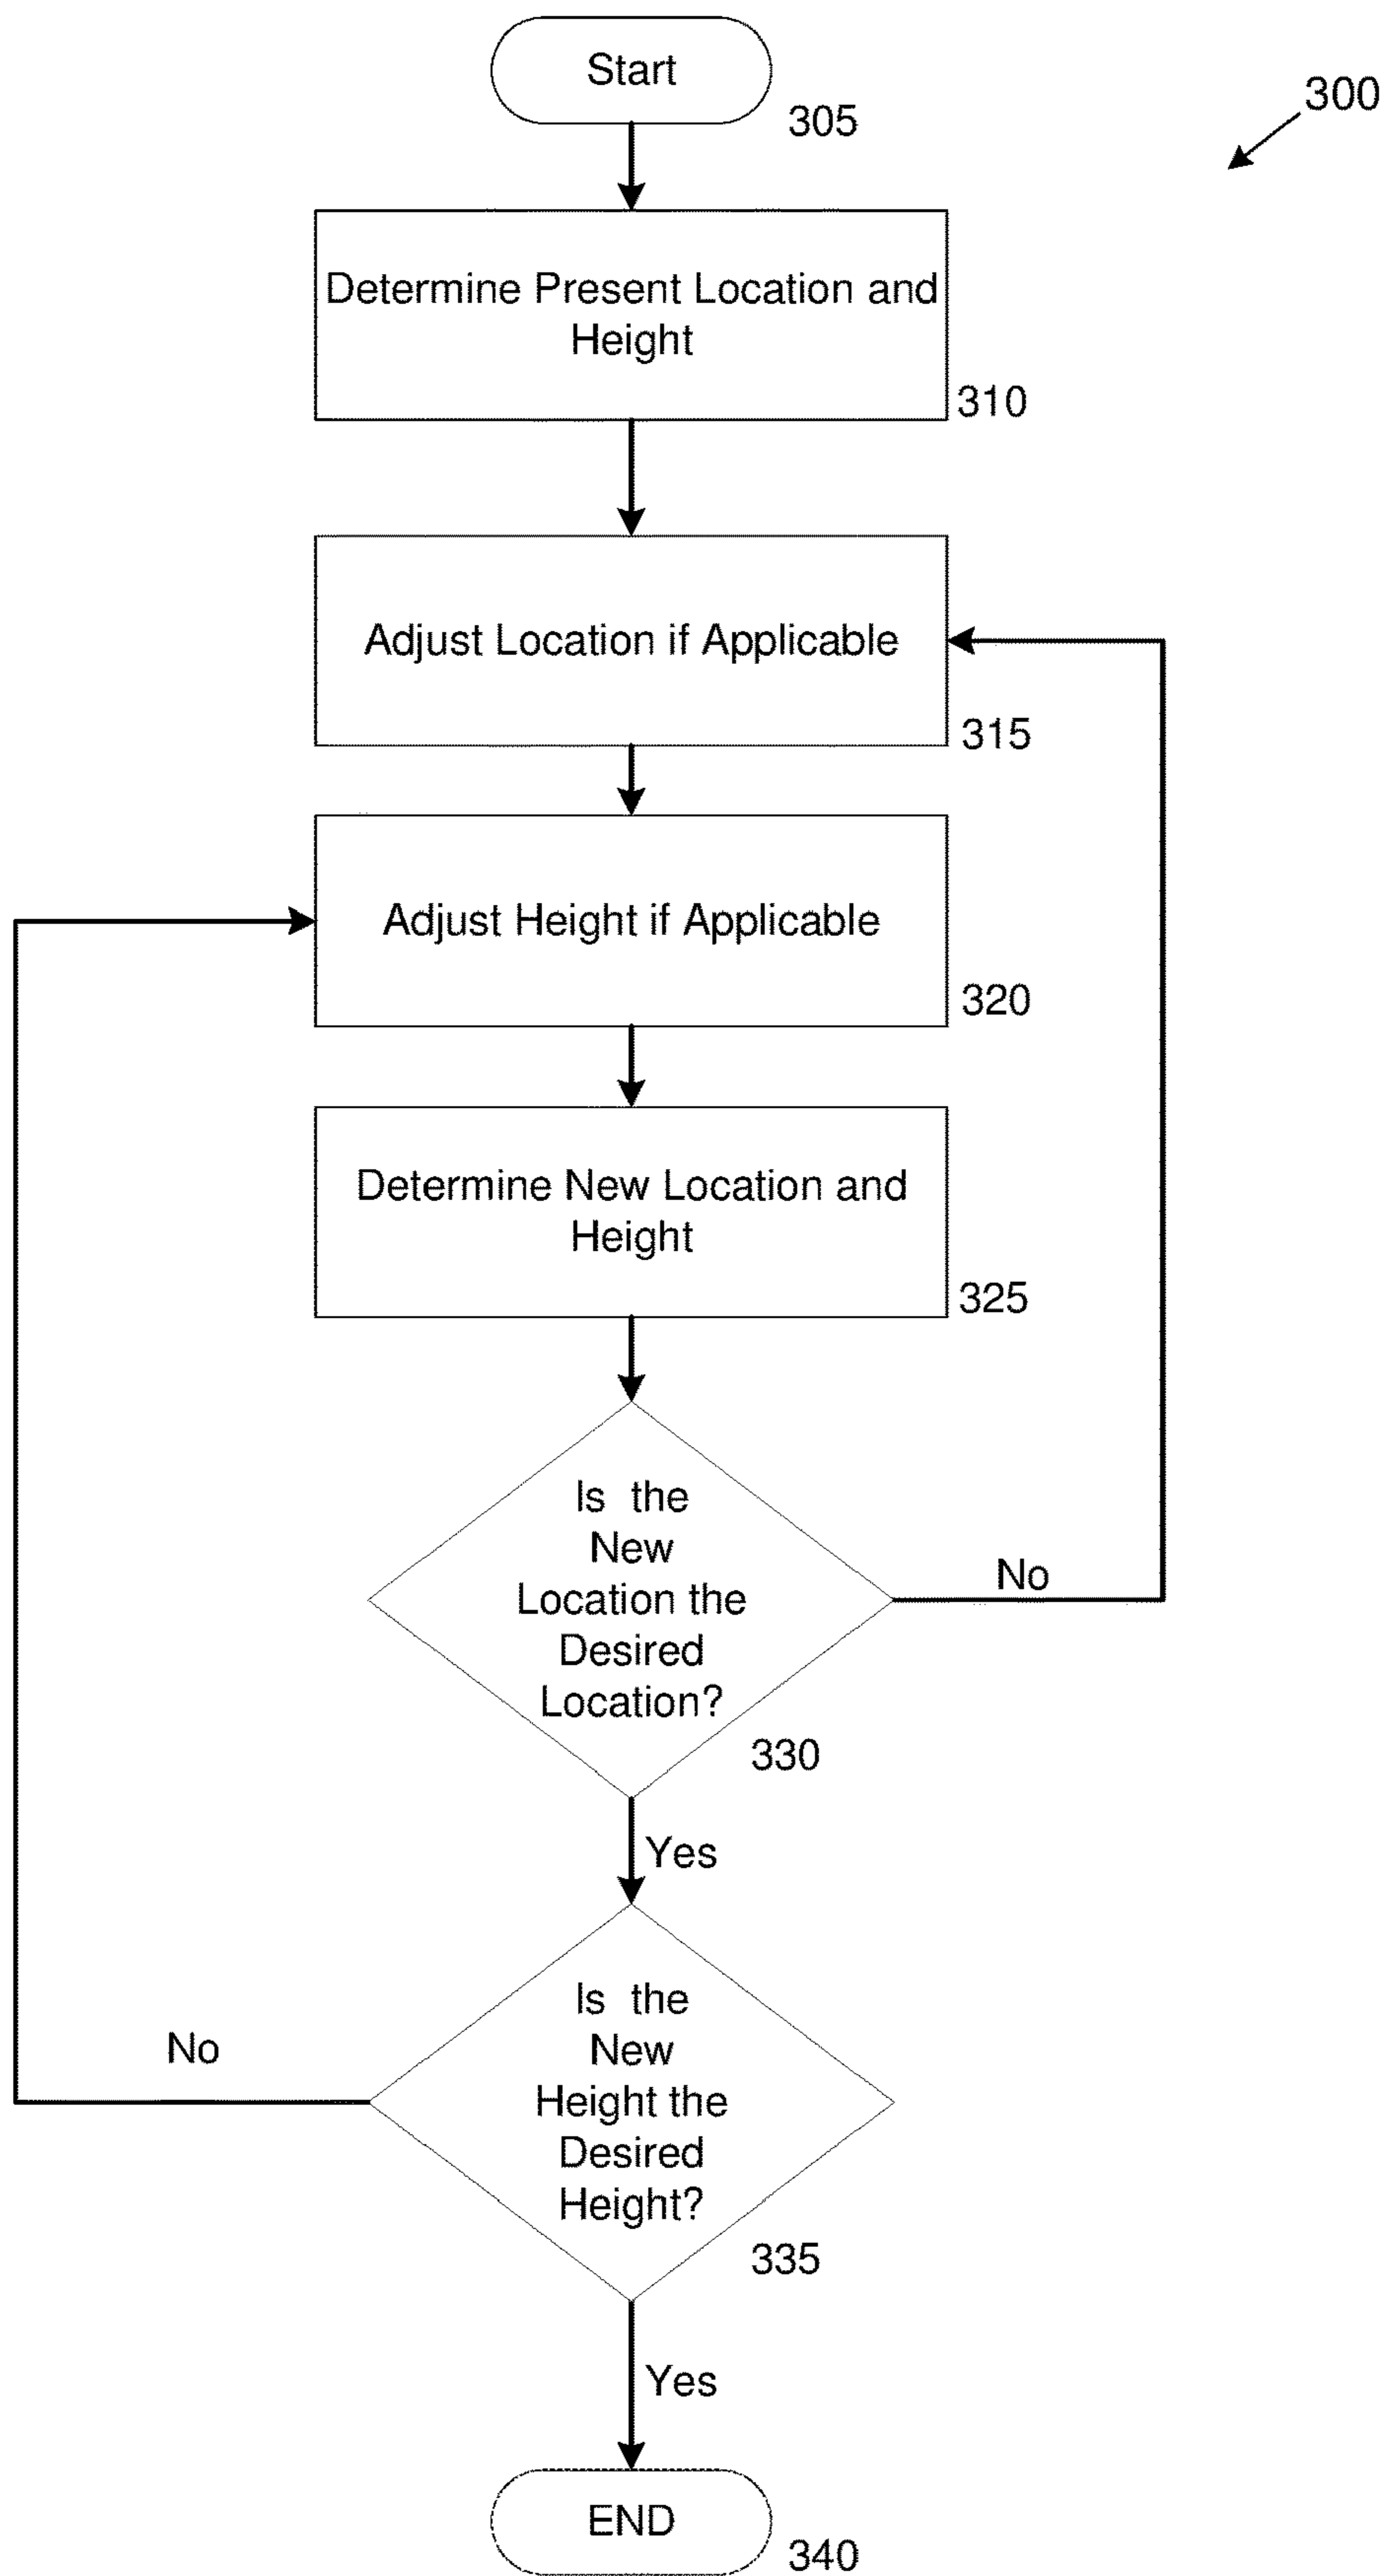 Start
305
300
Determine Present Location and
Height
310
Adjust Location if Applicable
315
Adjust Height if Applicable
320
Determine New Location and
Height
325
Is the
New
Location the
Desired
Location?
No
330
Yes
Is the
New
Height the
Desired
Height?
No
335
Yes
END
340